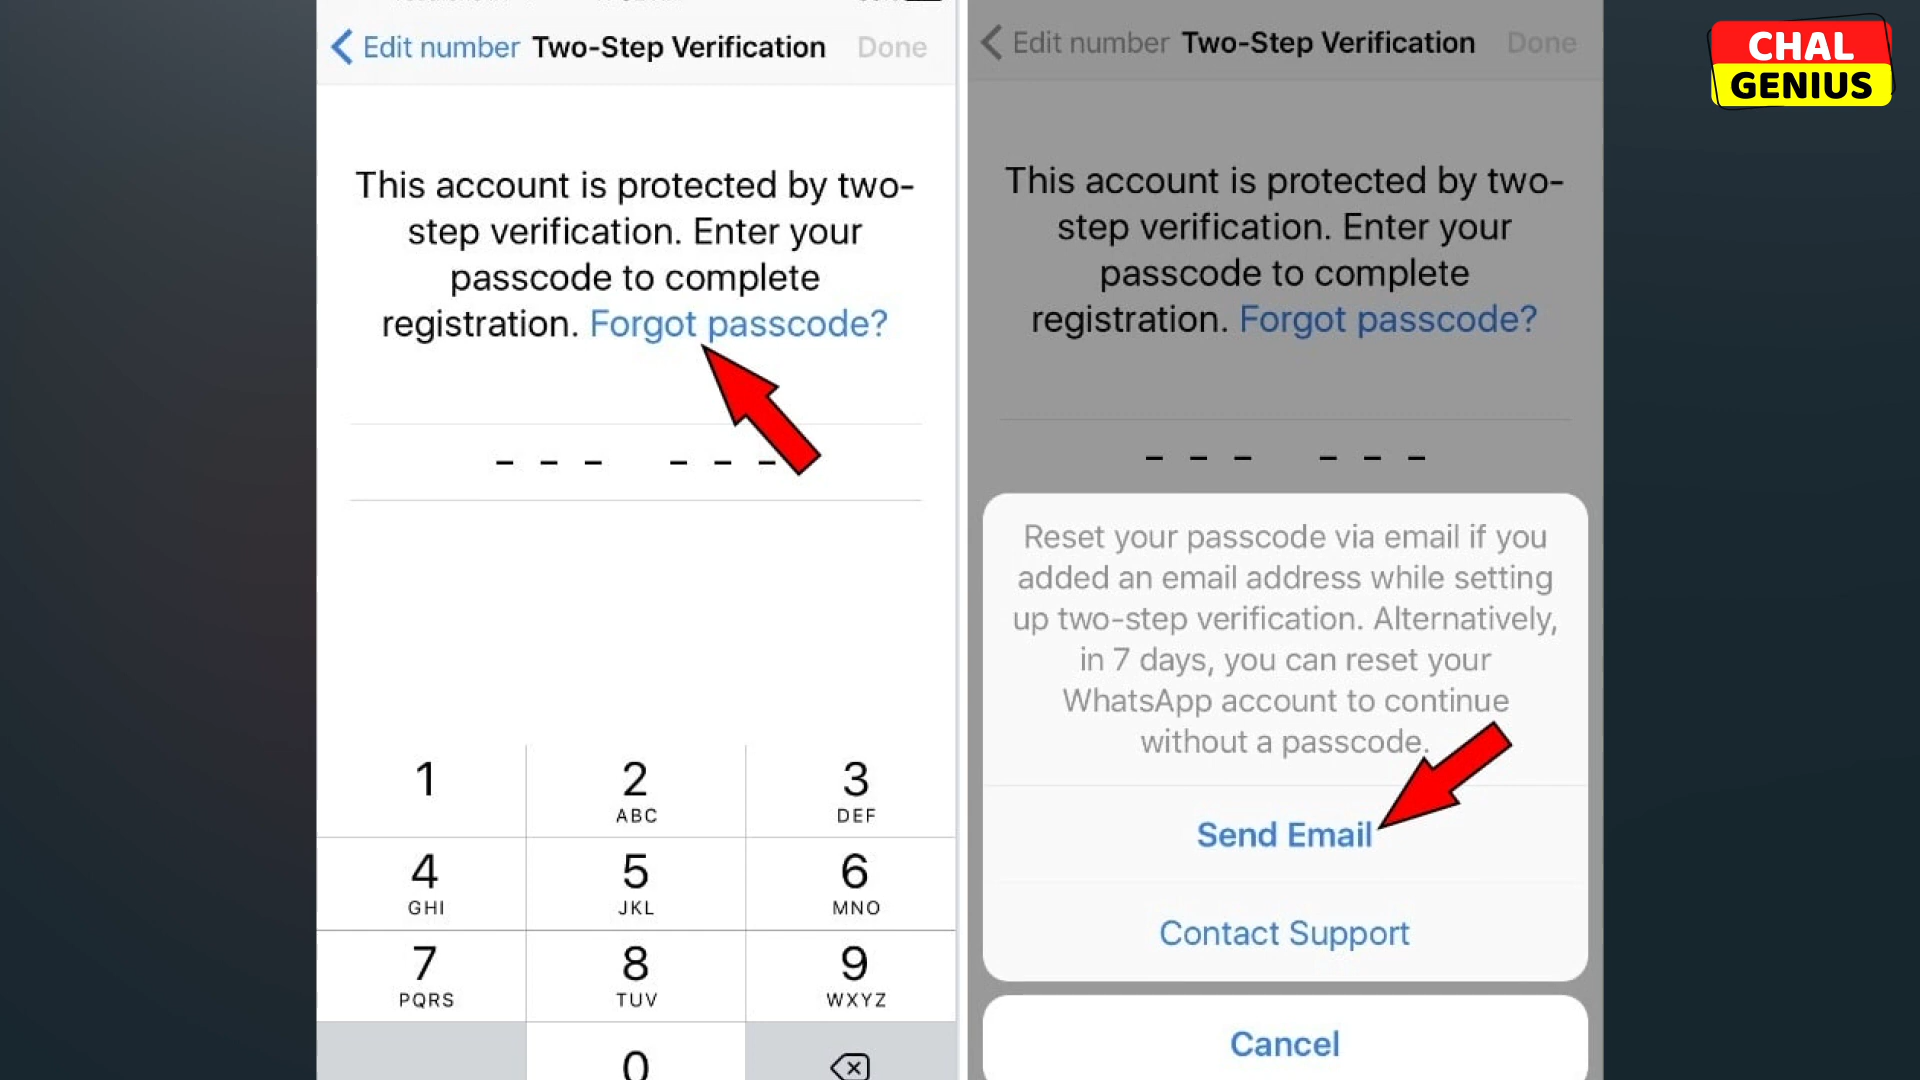 Edit number Two-Step Verification Done
This account is protected by two-
step verification. Enter your
passcode to complete
registration. Forgot passcode?
1
2
ABC
3
DEF
4
GHI
5
JKL
6
MNO
7
PQRS
8
TUV
9
WXYZ
0
Edit number Two-Step Verification Done
This account is protected by two-
step verification. Enter your
passcode to complete
registration. Forgot passcode?
Reset your passcode via email if you
added an email address while setting
up two-step verification. Alternatively,
in 7 days, you can reset your
WhatsApp account to continue
without a passcode.
Send Email
Contact Support
Cancel
CHAL
GENIUS